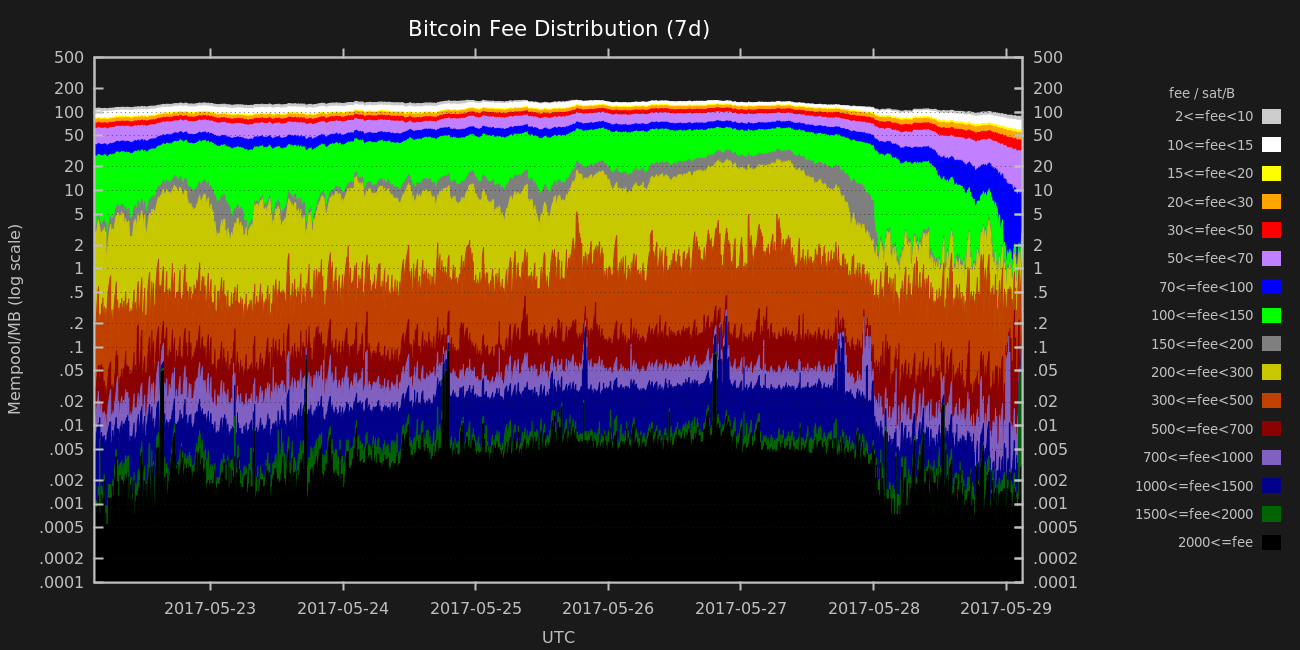 Bitcoin Fee Distribution (7d)
Mempool/MB (log scale)
500
200
100
50
20
10
5
2
1
.5
.2
.1
.05
.02
.01
.005
.002
.001
.0005
.0002
.0001
500
200
100
50
20
10
5
2
1
.5
.2
.1
.05
.02
.01
.005
.002
.001
.0005
.0002
.0001
2017-05-23 2017-05-24 2017-05-25 2017-05-26 2017-05-27 2017-05-28 2017-05-29
UTC
fee / sat/B
2<=fee<10
10<=fee<15
15<=fee<20
20<=fee<30
30<=fee<50
50<=fee<70
70<=fee<100
100<=fee<150
150<=fee<200
200<=fee<300
300<=fee<500
500<=fee<700
700<=fee<1000
1000<=fee<1500
1500<=fee<2000
2000<=fee